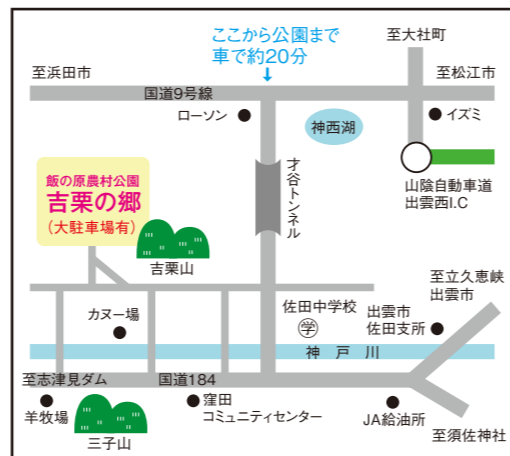 ここから公園まで
車で約20分
至大社町
至浜田市
至松江市
国道9号線
ローソン
神西湖
イズミ
山陰自動車道
出雲西I.C
才谷トンネル
飯の原農村公園
吉栗の郷
(大駐車場有)
吉栗山
至立久恵峡
出雲市
佐田中学校
学
出雲市
佐田支所
カヌー場
神戸川
至志津見ダム
国道184
羊牧場
三子山
窪田
コミュニティセンター
JA給油所
至須佐神社